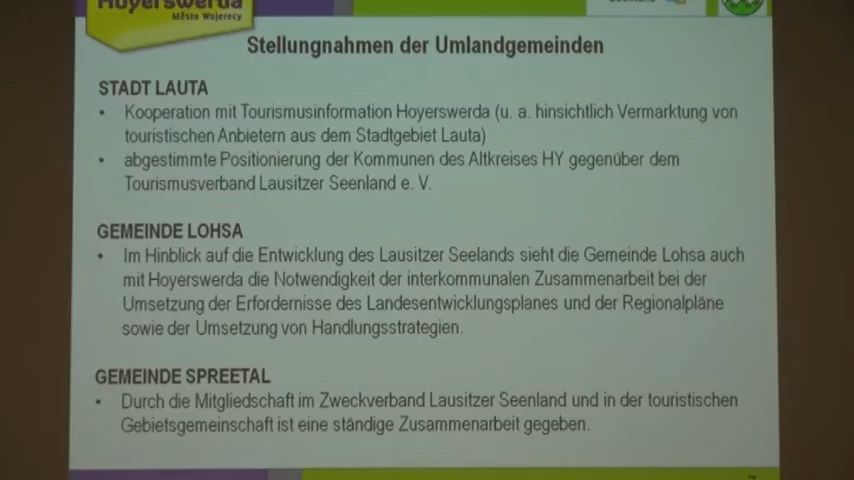 Hoyerswerda
Město Wojerecy
Stellungnahmen der Umlandgemeinden
STADT LAUTA
• Kooperation mit Tourismusinformation Hoyerswerda (u. a. hinsichtlich Vermarktung von
touristischen Anbietern aus dem Stadtgebiet Lauta)
• abgestimmte Positionierung der Kommunen des Altkreises HY gegenüber dem
Tourismusverband Lausitzer Seenland e. V.
GEMEINDE LOHSA
• Im Hinblick auf die Entwicklung des Lausitzer Seelands sieht die Gemeinde Lohsa auch
mit Hoyerswerda die Notwendigkeit der interkommunalen Zusammenarbeit bei der
Umsetzung der Erfordernisse des Landesentwicklungsplanes und der Regionalpläne
sowie der Umsetzung von Handlungsstrategien.
GEMEINDE SPREETAL
• Durch die Mitgliedschaft im Zweckverband Lausitzer Seenland und in der touristischen
Gebietsgemeinschaft ist eine ständige Zusammenarbeit gegeben.